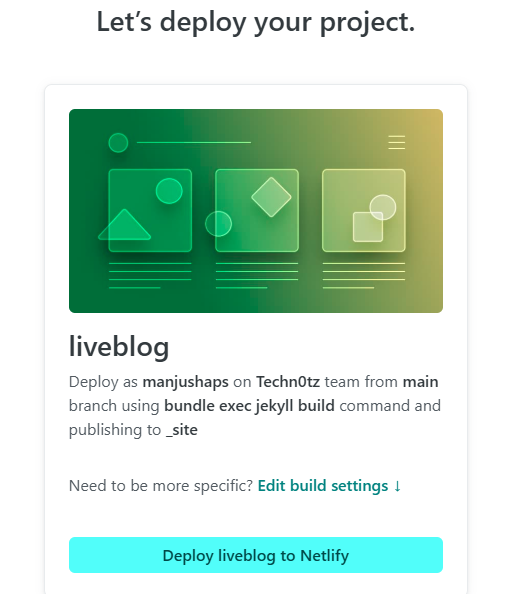 Let’s deploy your project.
liveblog
Deploy as manjushaps on Techn0tz team from main
branch using bundle exec jekyll build command and
publishing to _site
Need to be more specific? Edit build settings ↓
Deploy liveblog to Netlify